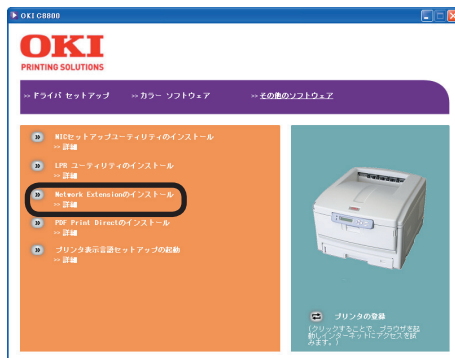 OKI C8800
OKI
PRINTING SOLUTIONS
>> ドライバ セットアップ >> カラー ソフトウェア >> その他のソフトウェア
NICセットアップユーティリティのインストール
>> 詳細
LPR ユーティリティのインストール
>> 詳細
Network Extensionのインストール
>> 詳細
PDF Print Directのインストール
>> 詳細
プリンタ表示言語セットアップの起動
>> 詳細
プリンタの登録
(クリックすることで、ブラウザを起
動しインターネットにアクセスを試
みます。)